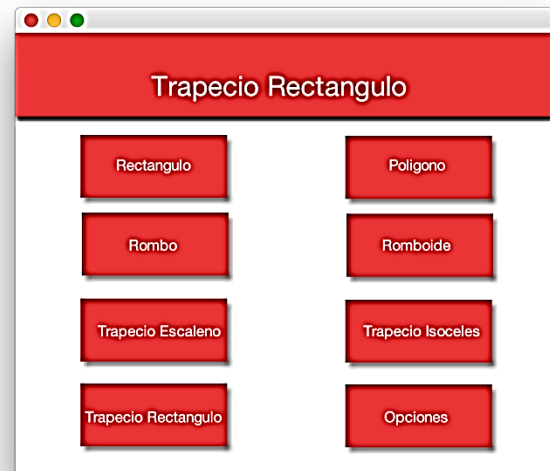 Trapecio Rectangulo
Rectangulo
Poligono
Rombo
Romboide
Trapecio Escaleno
Trapecio Isoceles
Trapecio Rectangulo
Opciones